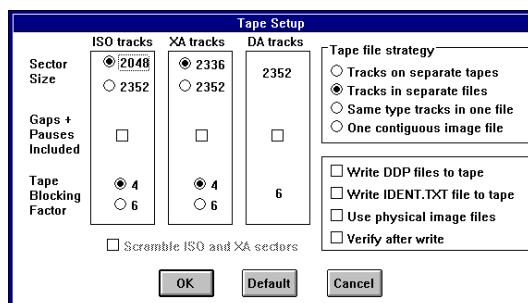 Tape Setup
ISO tracks XA tracks DA tracks
Sector Size
2048 2336 2352
2352 2352
Gaps + Pauses Included
Tape Blocking Factor
4 4 6
6 6
Scramble ISO and XA sectors
Tape file strategy
Tracks on separate tapes
Tracks in separate files
Same type tracks in one file
One contiguous image file
Write DDP files to tape
Write IDENT.TXT file to tape
Use physical image files
Verify after write
OK Default Cancel